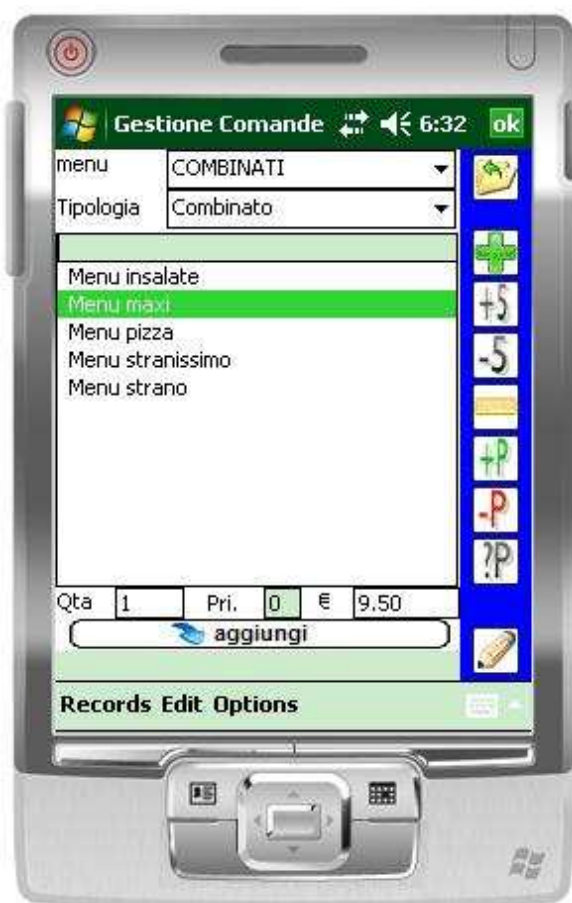 Gestione Comande 6:32 ok
menu COMBINATI
Tipologia Combinato
Menu insalate
Menu maxi
Menu pizza
Menu stranissimo
Menu strano
+5
-5
+P
-P
?P
Qta 1 Pri. 0 € 9.50
aggiungi
Records Edit Options